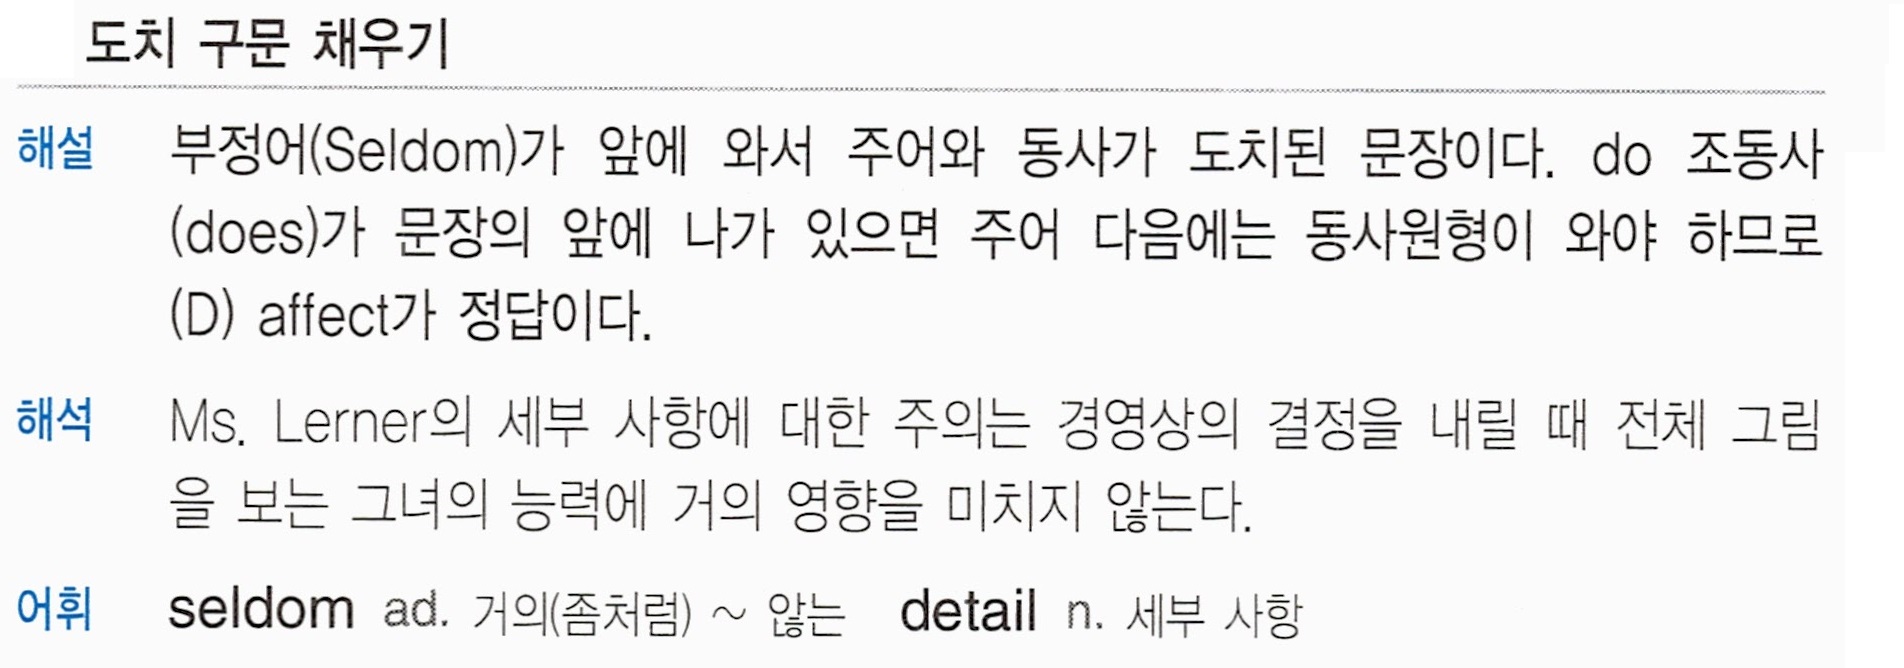 도치 구문 채우기
해설 부정어(Seldom)가 앞에 와서 주어와 동사가 도치된 문장이다. do 조동사
(does)가 문장의 앞에 나가 있으면 주어 다음에는 동사원형이 와야 하므로
(D) affect가 정답이다.
해석 Ms. Lerner의 세부 사항에 대한 주의는 경영상의 결정을 내릴 때 전체 그림
을 보는 그녀의 능력에 거의 영향을 미치지 않는다.
어휘 seldom ad. 거의(좀처럼) ~ 않는 detail n. 세부 사항